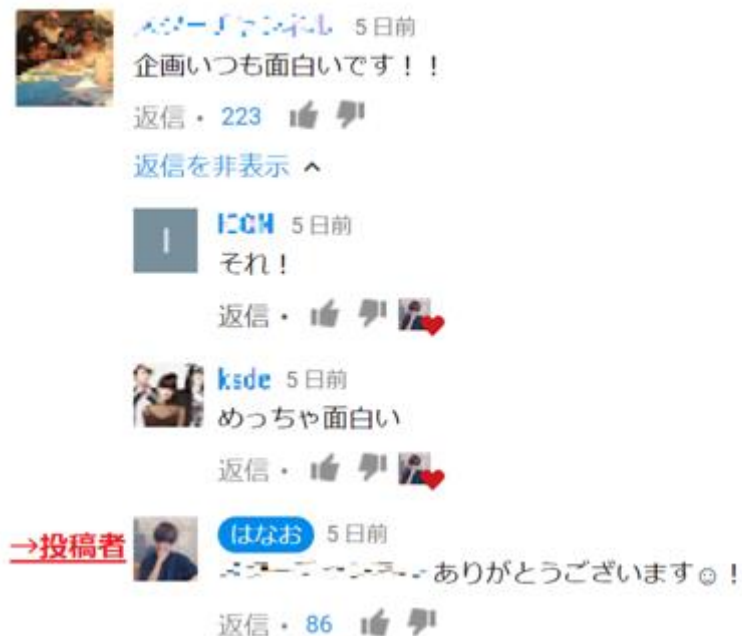 5日前
企画いつも面白いです！！
返信・ 223
返信を非表示
I
5日前
それ！
返信・
5日前
めっちゃ面白い
返信・
→投稿者
はなお 5日前
ありがとうございます☺！
返信・ 86